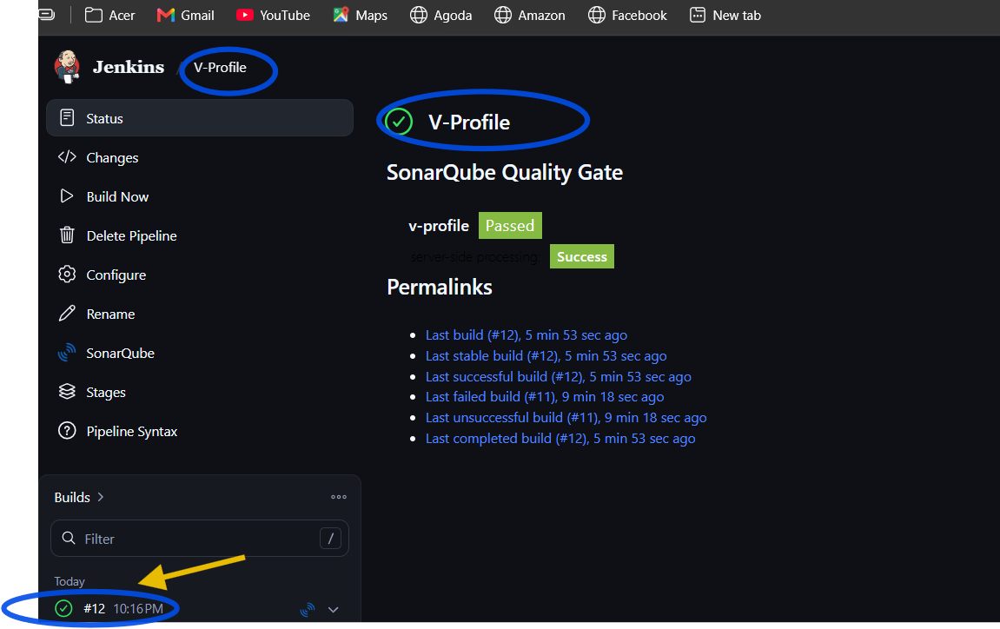 Acer Gmail YouTube Maps Agoda Amazon Facebook New tab
Jenkins / V-Profile
Status
Changes
Build Now
Delete Pipeline
Configure
Rename
SonarQube
Stages
Pipeline Syntax
Builds
Filter /
Today
#12 10:16 PM
V-Profile
SonarQube Quality Gate
v-profile Passed
server-side processing: Success
Permalinks
Last build (#12), 5 min 53 sec ago
Last stable build (#12), 5 min 53 sec ago
Last successful build (#12), 5 min 53 sec ago
Last failed build (#11), 9 min 18 sec ago
Last unsuccessful build (#11), 9 min 18 sec ago
Last completed build (#12), 5 min 53 sec ago